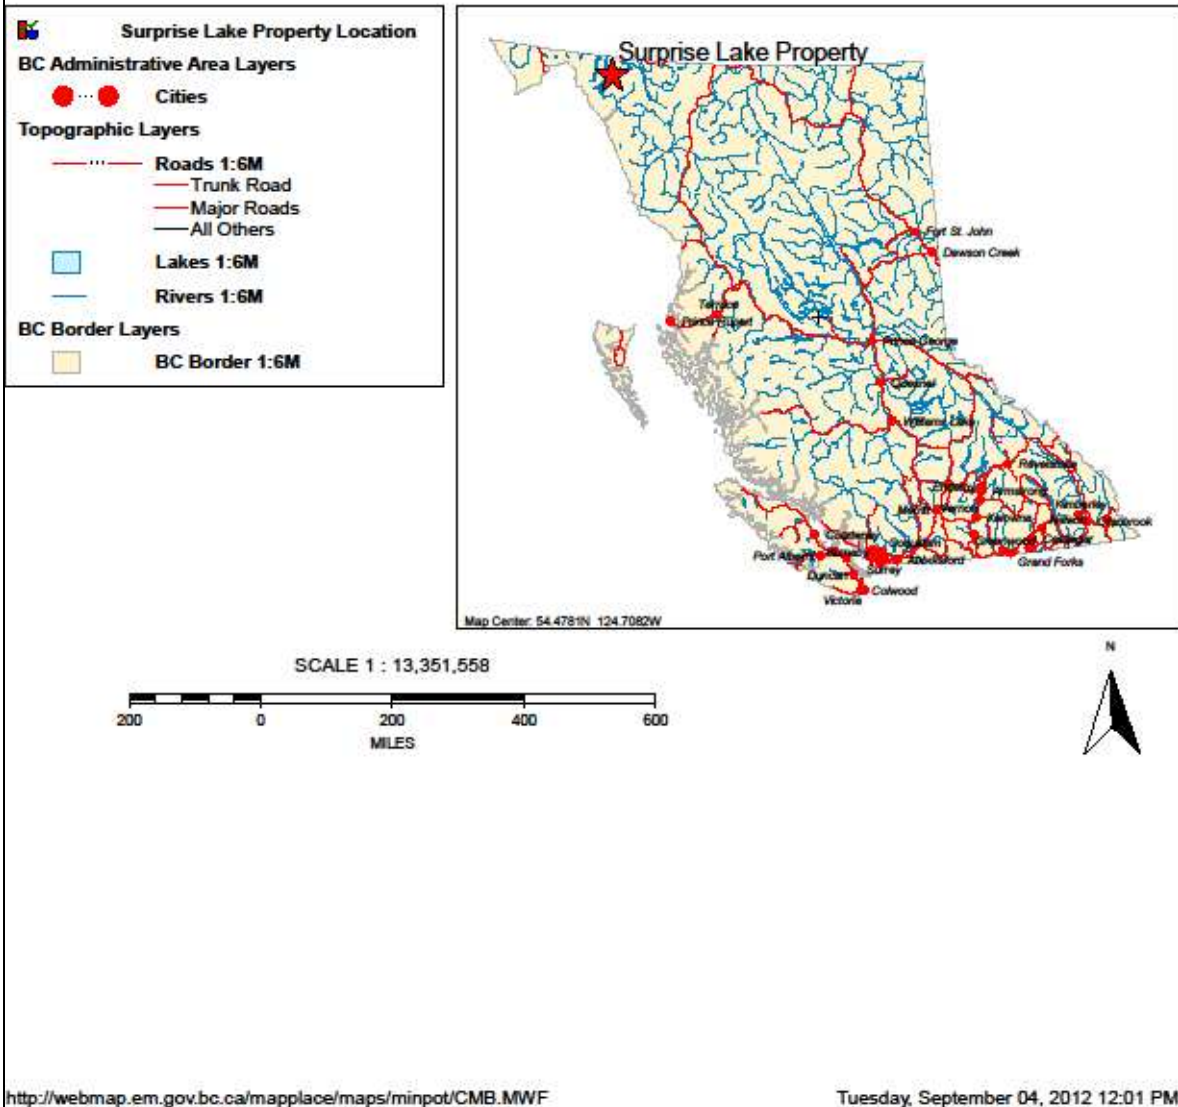 Surprise Lake Property Location
BC Administrative Area Layers
Cities
Topographic Layers
Roads 1:6M
Trunk Road
Major Roads
All Others
Lakes 1:6M
Rivers 1:6M
BC Border Layers
BC Border 1:6M
Surprise Lake Property
Fort St. John
Dawson Creek
Terrace
Prince Rupert
Prince George
Quesnel
Williams Lake
Revelstoke
Armstrong
Merritt
Vernon
Kelowna
Kimberley
Cranbrook
Courtenay
Greenwood
Port Alberni
Abbotsford
Grand Forks
Surrey
Duncan
Colwood
Victoria
Map Center: 54.4781N 124.7082W
SCALE 1 : 13,351,558
200 0 200 400 600
MILES
N
http://webmap.em.gov.bc.ca/mapplace/maps/minpot/CMB.MWF
Tuesday, September 04, 2012 12:01 PM